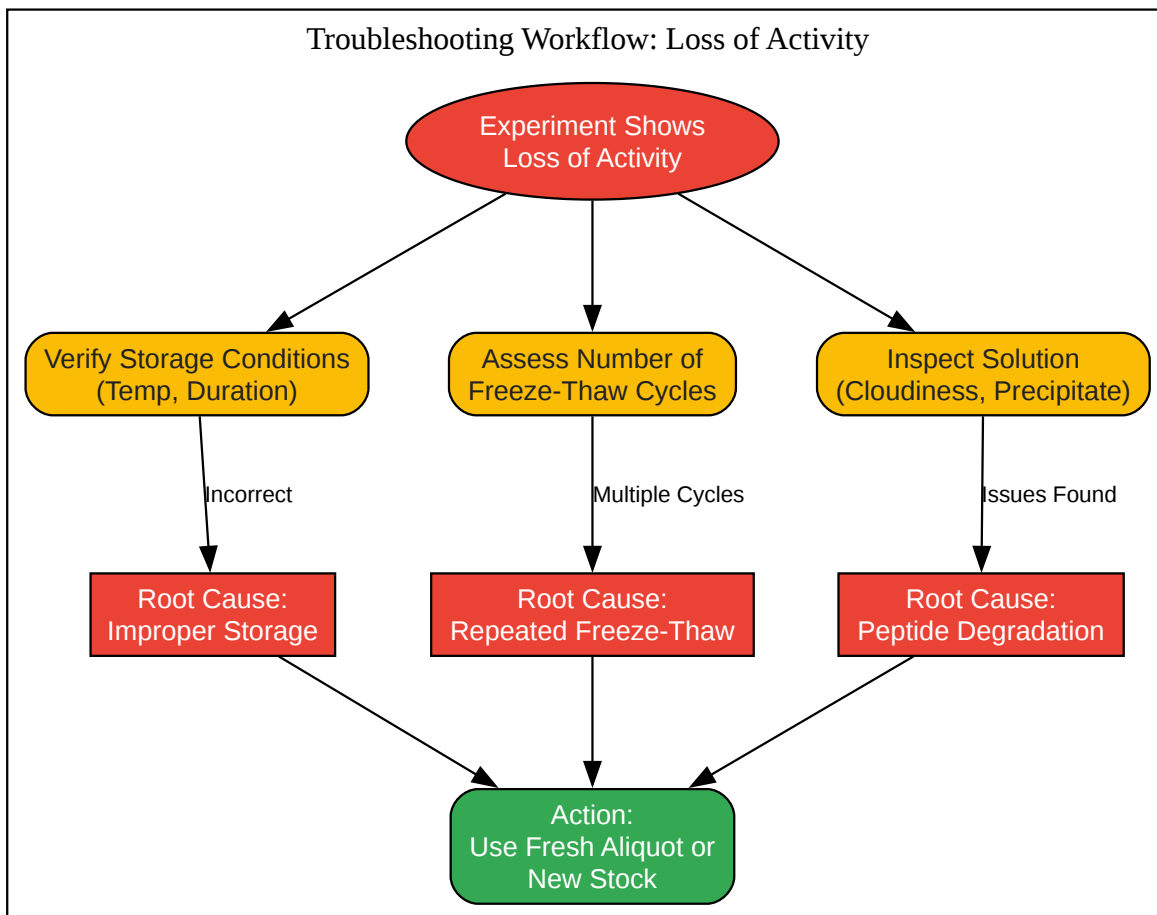 Troubleshooting Workflow: Loss of Activity
Experiment Shows
Loss of Activity
Verify Storage Conditions
(Temp, Duration)
Assess Number of
Freeze-Thaw Cycles
Inspect Solution
(Cloudiness, Precipitate)
Incorrect
Multiple Cycles
Issues Found
Root Cause:
Improper Storage
Root Cause:
Repeated Freeze-Thaw
Root Cause:
Peptide Degradation
Action:
Use Fresh Aliquot or
New Stock